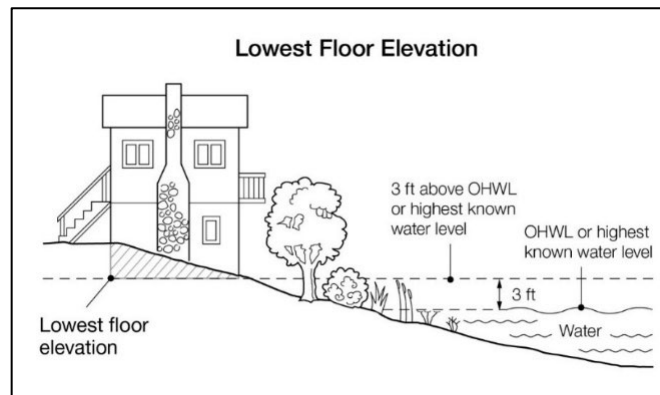 Lowest Floor Elevation
3 ft above OHWL
or highest known
water level
OHWL or highest
known water level
3 ft
Water
Lowest floor
elevation